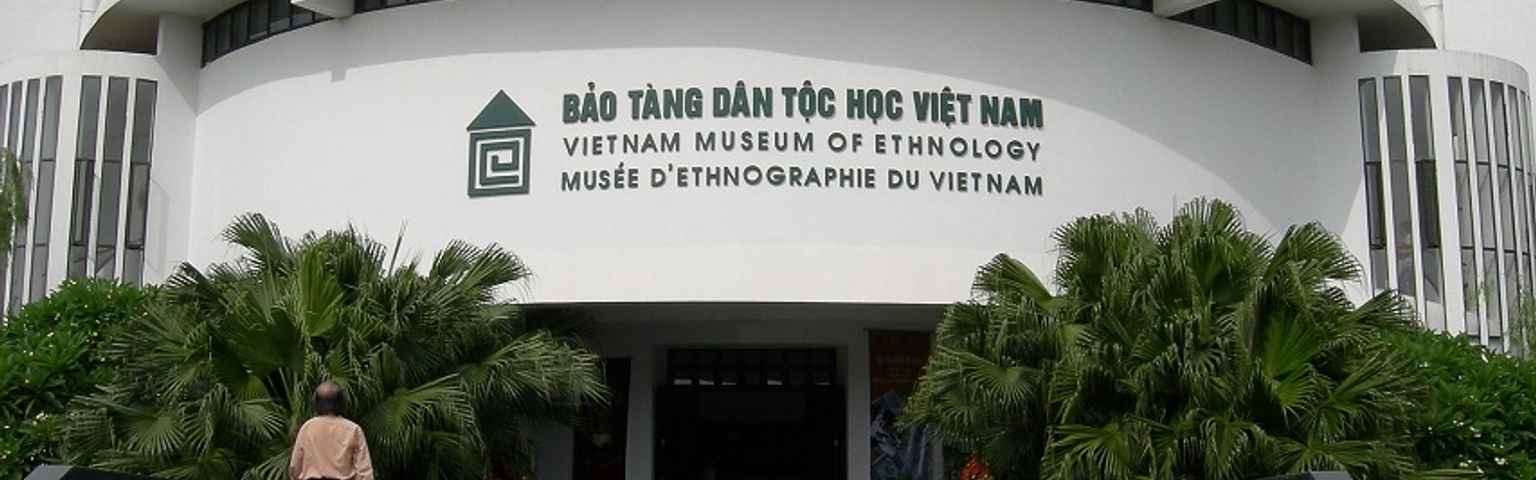 BẢO TÀNG DÂN TỘC HỌC VIỆT NAM
VIETNAM MUSEUM OF ETHNOLOGY
MUSÉE D'ETHNOGRAPHIE DU VIETNAM